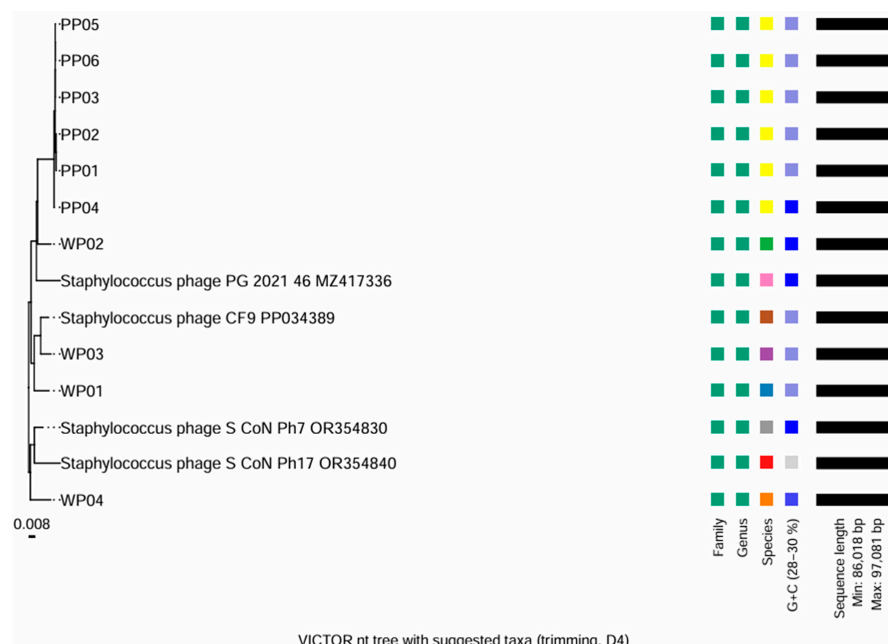 PP05
PP06
PP03
PP02
PP01
PP04
WP02
Staphylococcus phage PG 2021 46 MZ417336
Staphylococcus phage CF9 PP034389
WP03
WP01
Staphylococcus phage S CoN Ph7 OR354830
Staphylococcus phage S CoN Ph17 OR354840
WP04
0.008
Family
Genus
Species
G+C (28–30 %)
Sequence length
Min: 86,018 bp
Max: 97,081 bp
VICTOR nt tree with suggested taxa (trimming, D4)